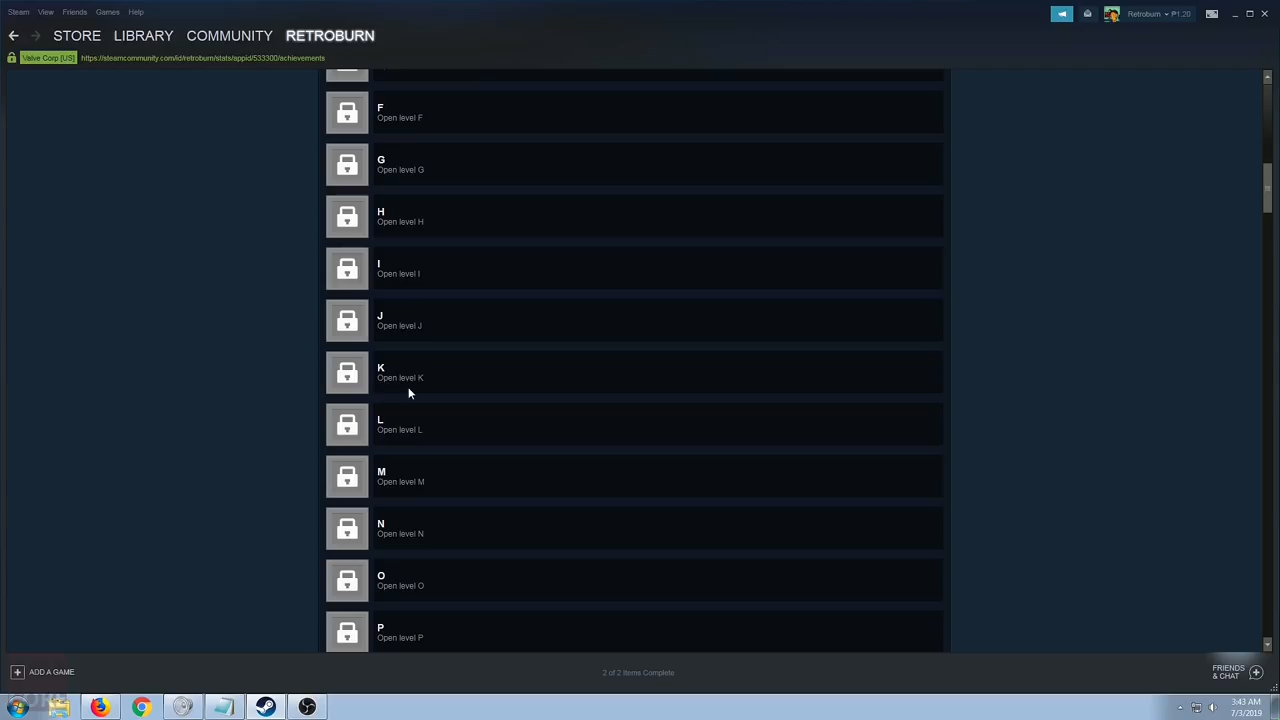 Steam View Friends Games Help
Retroburn ₱1.20
STORE LIBRARY COMMUNITY RETROBURN
Valve Corp [US] https://steamcommunity.com/id/retroburn/stats/appid/533300/achievements
F
Open level F
G
Open level G
H
Open level H
I
Open level I
J
Open level J
K
Open level K
L
Open level L
M
Open level M
N
Open level N
O
Open level O
P
Open level P
ADD A GAME
2 of 2 Items Complete
FRIENDS
& CHAT
3:43 AM
7/3/2019